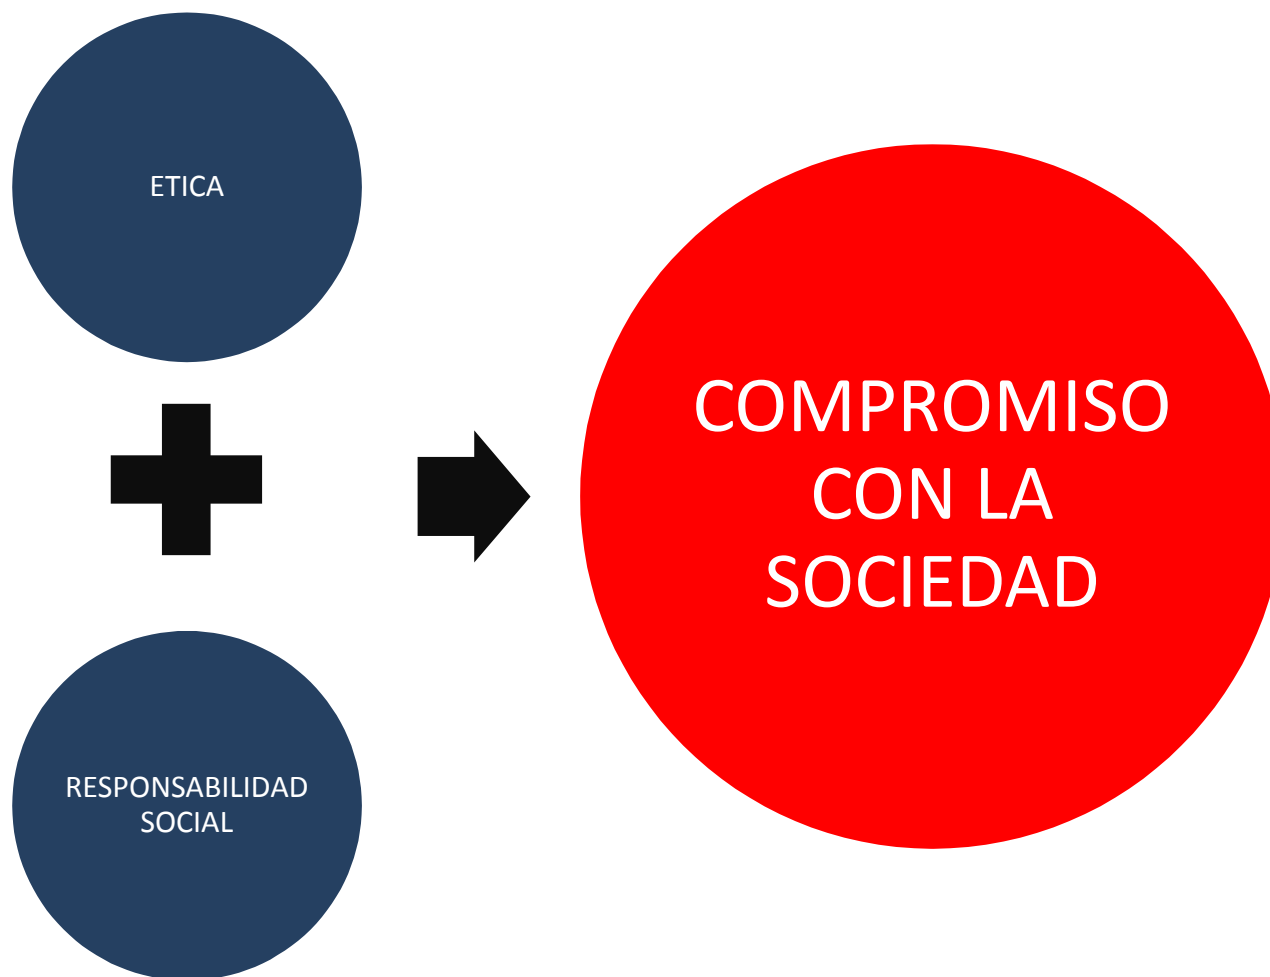 ETICA
RESPONSABILIDAD
SOCIAL
COMPROMISO
CON LA
SOCIEDAD